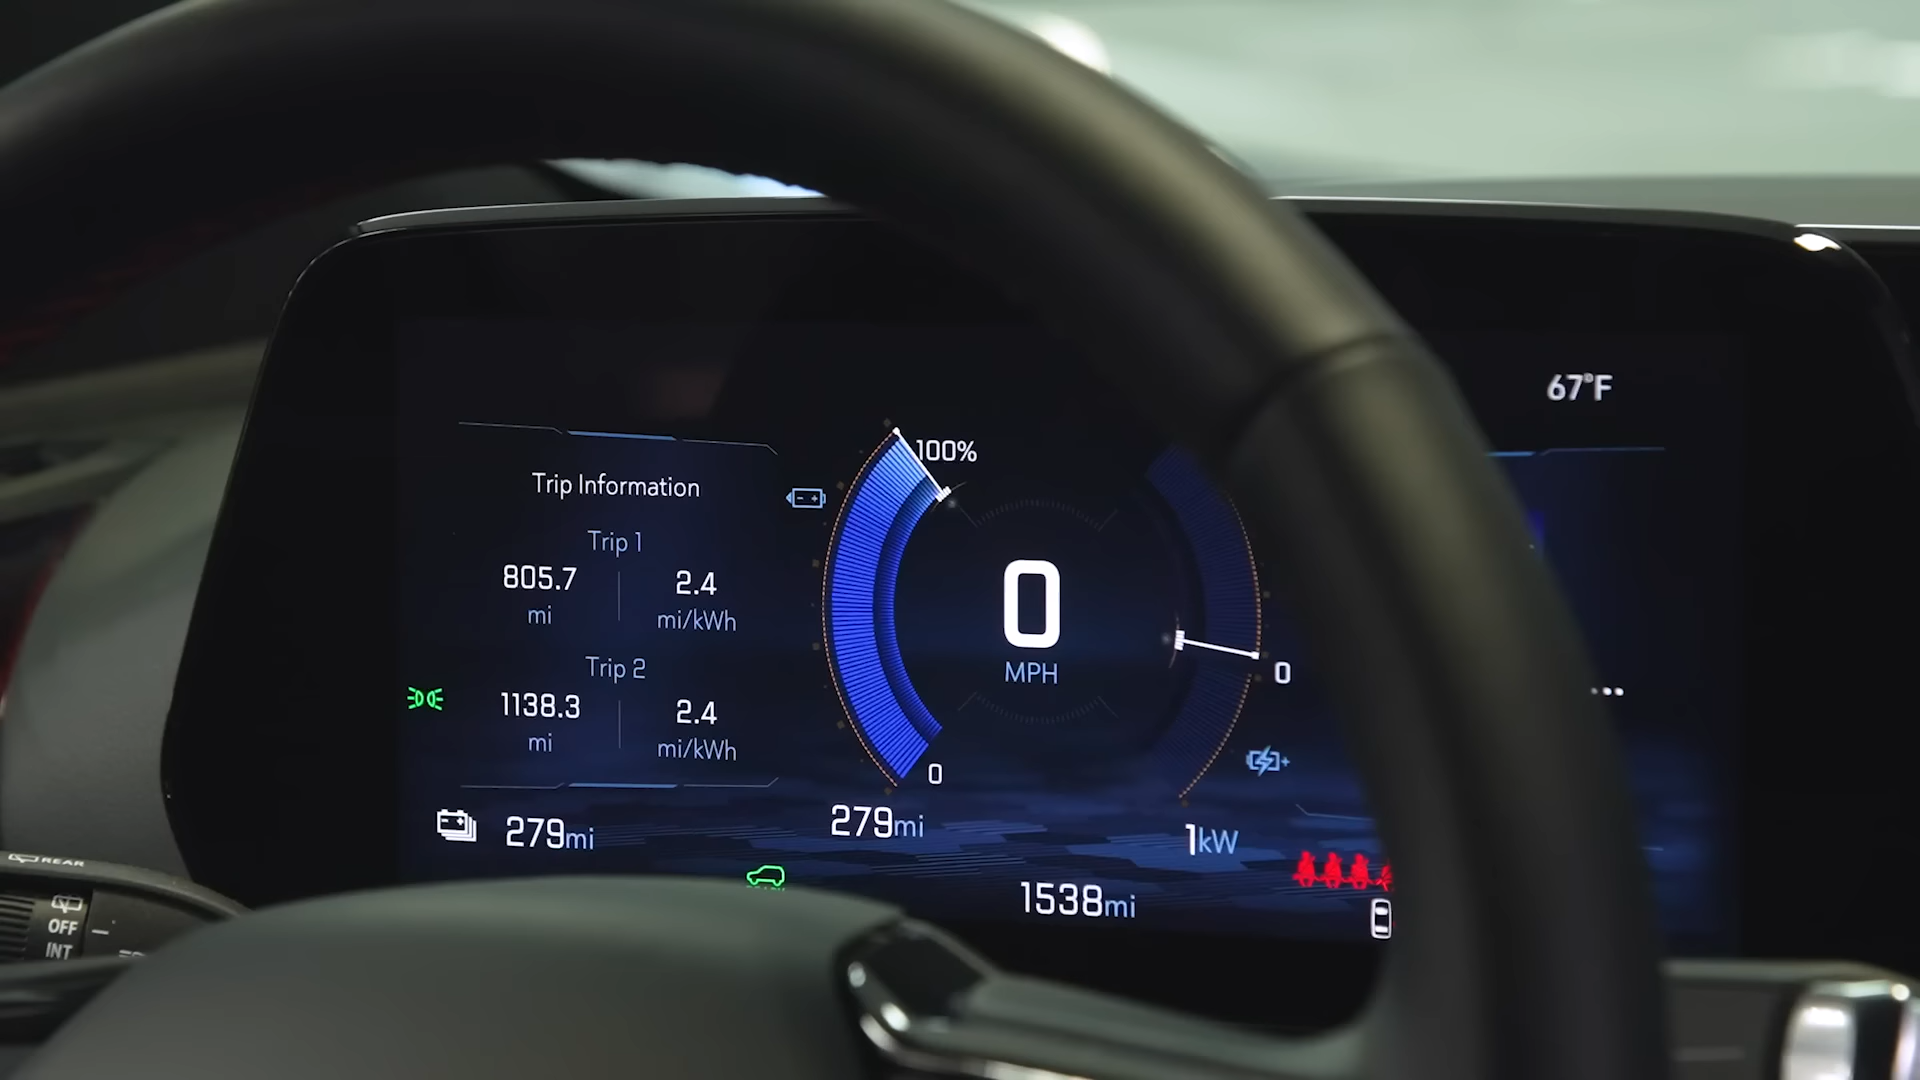 67°F
100%
Trip Information
Trip 1
805.7
mi
2.4
mi/kWh
0
MPH
Trip 2
1138.3
mi
2.4
mi/kWh
0
0
279mi
279mi
1kW
1538mi
REAR
OFF
INT